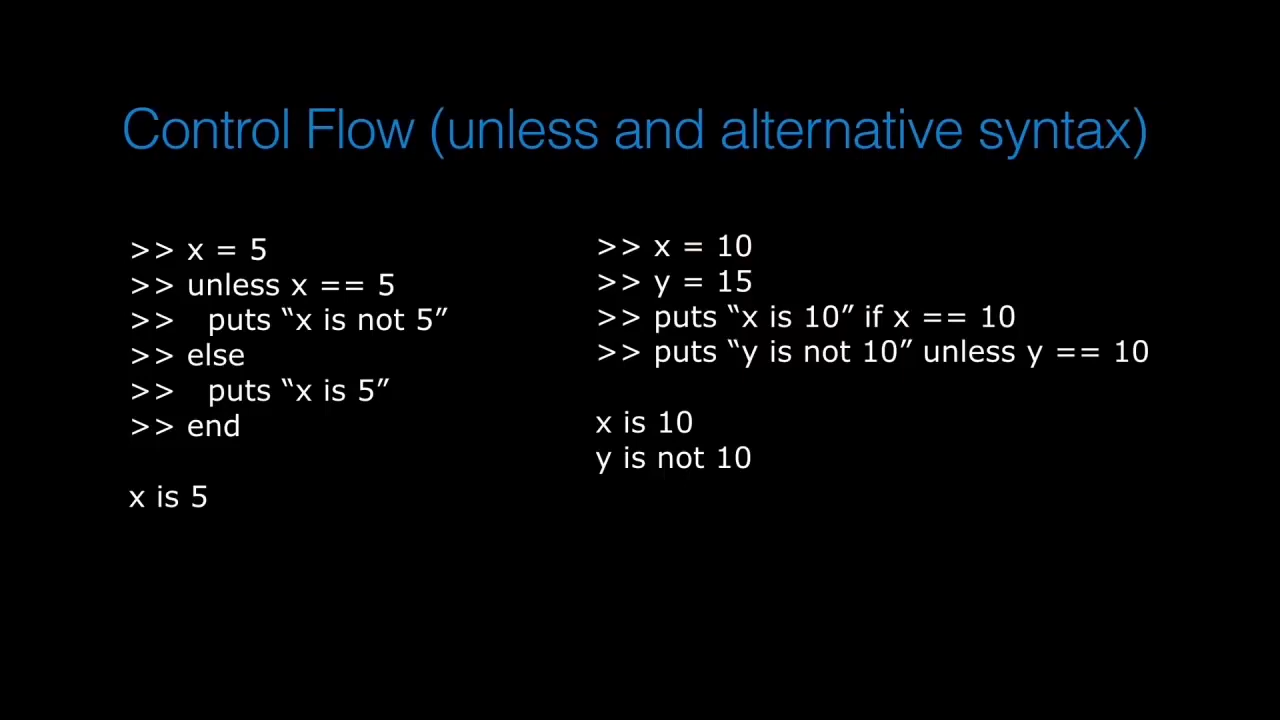 Control Flow (unless and alternative syntax)
>> x = 5
>> unless x == 5
>>   puts “x is not 5”
>> else
>>   puts “x is 5”
>> end
x is 5
>> x = 10
>> y = 15
>> puts “x is 10” if x == 10
>> puts “y is not 10” unless y == 10
x is 10
y is not 10